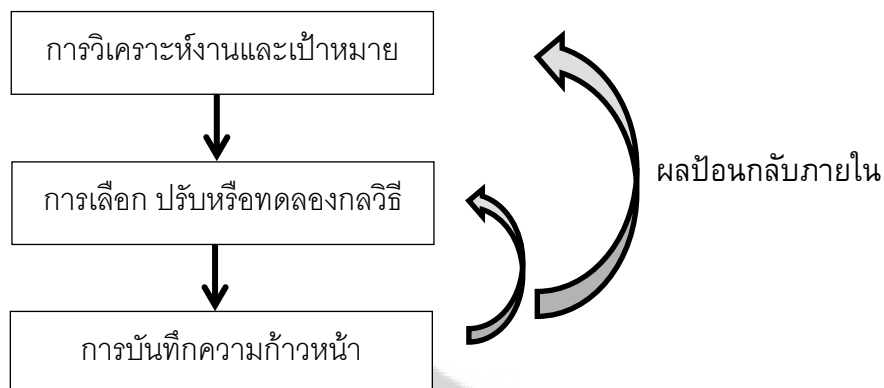 การวิเคราะห์งานและเป้าหมาย
การเลือก ปรับหรือทดลองกลวิธี
ผลป้อนกลับภายใน
การบันทึกความก้าวหน้า